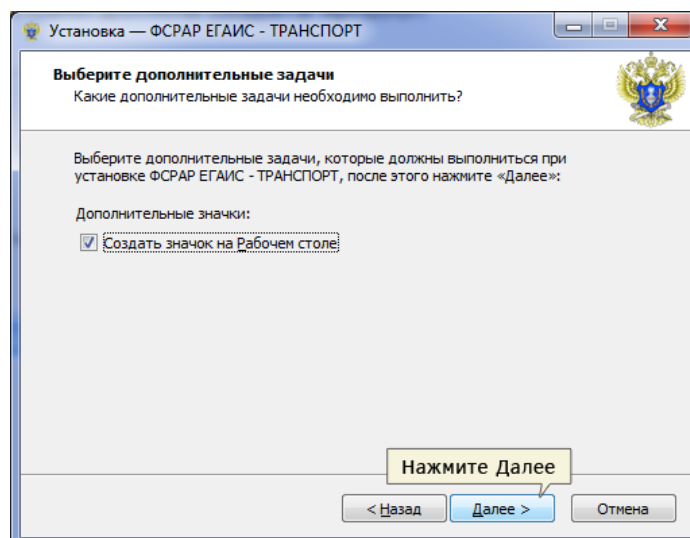 Установка — ФСРАР ЕГАИС - ТРАНСПОРТ
Выберите дополнительные задачи
Какие дополнительные задачи необходимо выполнить?
Выберите дополнительные задачи, которые должны выполниться при
установке ФСРАР ЕГАИС - ТРАНСПОРТ, после этого нажмите «Далее»:
Дополнительные значки:
Создать значок на Рабочем столе
Нажмите Далее
< Назад
Далее >
Отмена